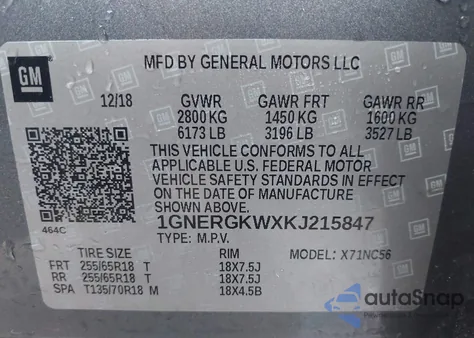 GM
MFD BY GENERAL MOTORS LLC
12/18 GVWR GAWR FRT GAWR RR
2800 KG 1450 KG 1600 KG
6173 LB 3196 LB 3527 LB
THIS VEHICLE CONFORMS TO ALL
APPLICABLE U.S. FEDERAL MOTOR
VEHICLE SAFETY STANDARDS IN EFFECT
ON THE DATE OF MANUFACTURE
SHOWN ABOVE.
464C
1GNERGKWXKJ215847
TYPE: M.P.V.
TIRE SIZE RIM MODEL: X71NC56
FRT 255/65R18 T 18X7.5J
RR 255/65R18 T 18X7.5J
SPA T135/70R18 M 18X4.5B
autoSnap